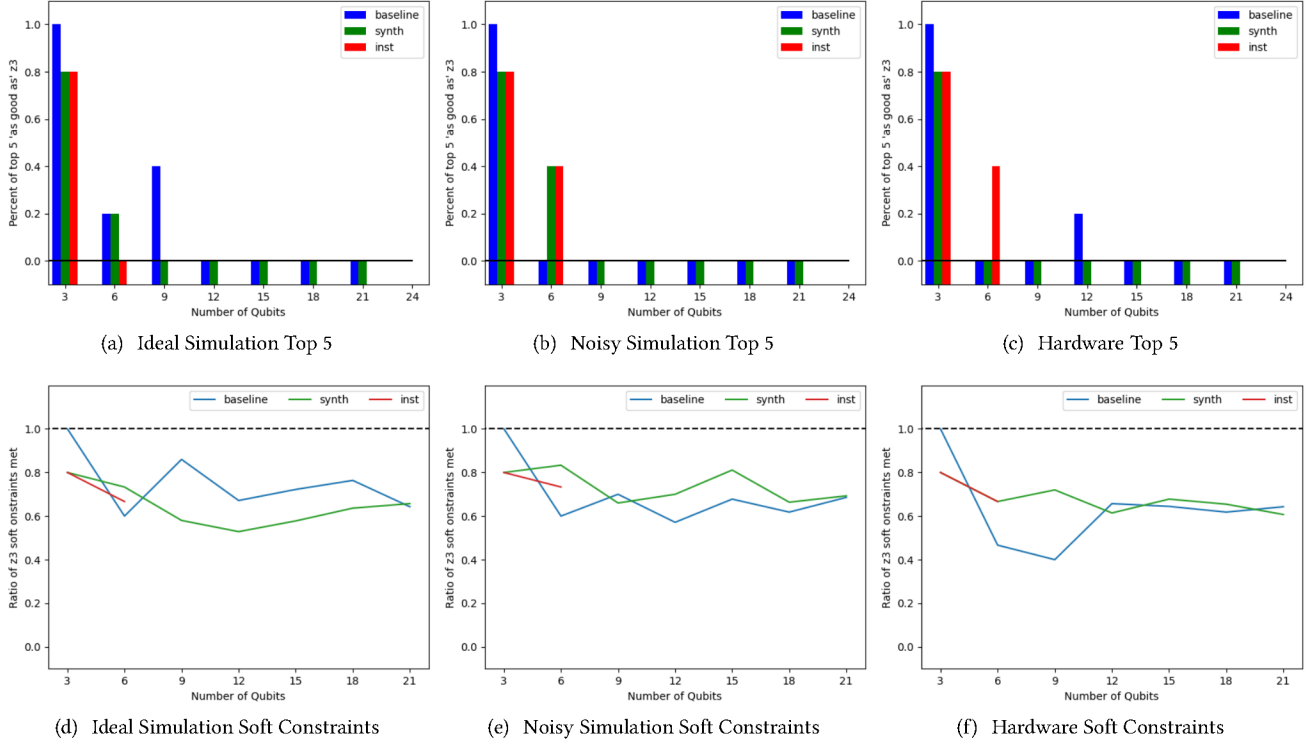 baseline
synth
inst
1.0
0.8
0.6
0.4
0.2
0.0
Percent of top 5 'as good as' z3
3 6 9 12 15 18 21 24
Number of Qubits
(a) Ideal Simulation Top 5
baseline
synth
inst
1.0
0.8
0.6
0.4
0.2
0.0
Percent of top 5 'as good as' z3
3 6 9 12 15 18 21 24
Number of Qubits
(b) Noisy Simulation Top 5
baseline
synth
inst
1.0
0.8
0.6
0.4
0.2
0.0
Percent of top 5 'as good as' z3
3 6 9 12 15 18 21 24
Number of Qubits
(c) Hardware Top 5
baseline synth inst
1.0
0.8
0.6
0.4
0.2
0.0
Ratio of z3 soft onstraints met
3 6 9 12 15 18 21
Number of Qubits
(d) Ideal Simulation Soft Constraints
baseline synth inst
1.0
0.8
0.6
0.4
0.2
0.0
Ratio of z3 soft onstraints met
3 6 9 12 15 18 21
Number of Qubits
(e) Noisy Simulation Soft Constraints
baseline synth inst
1.0
0.8
0.6
0.4
0.2
0.0
Ratio of z3 soft onstraints met
3 6 9 12 15 18 21
Number of Qubits
(f) Hardware Soft Constraints